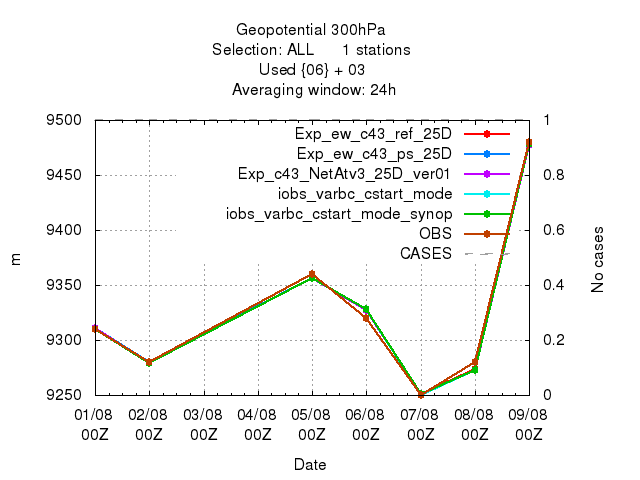 Geopotential 300hPa
Selection: ALL 1 stations
Used {06} + 03
Averaging window: 24h
9500
9450
9400
9350
9300
9250
m
1
0.8
0.6
0.4
0.2
0
No cases
Exp_ew_c43_ref_25D
Exp_ew_c43_ps_25D
Exp_c43_NetAtv3_25D_ver01
iobs_varbc_cstart_mode
iobs_varbc_cstart_mode_synop
OBS
CASES
01/08 02/08 03/08 04/08 05/08 06/08 07/08 08/08 09/08
00Z 00Z 00Z 00Z 00Z 00Z 00Z 00Z 00Z
Date